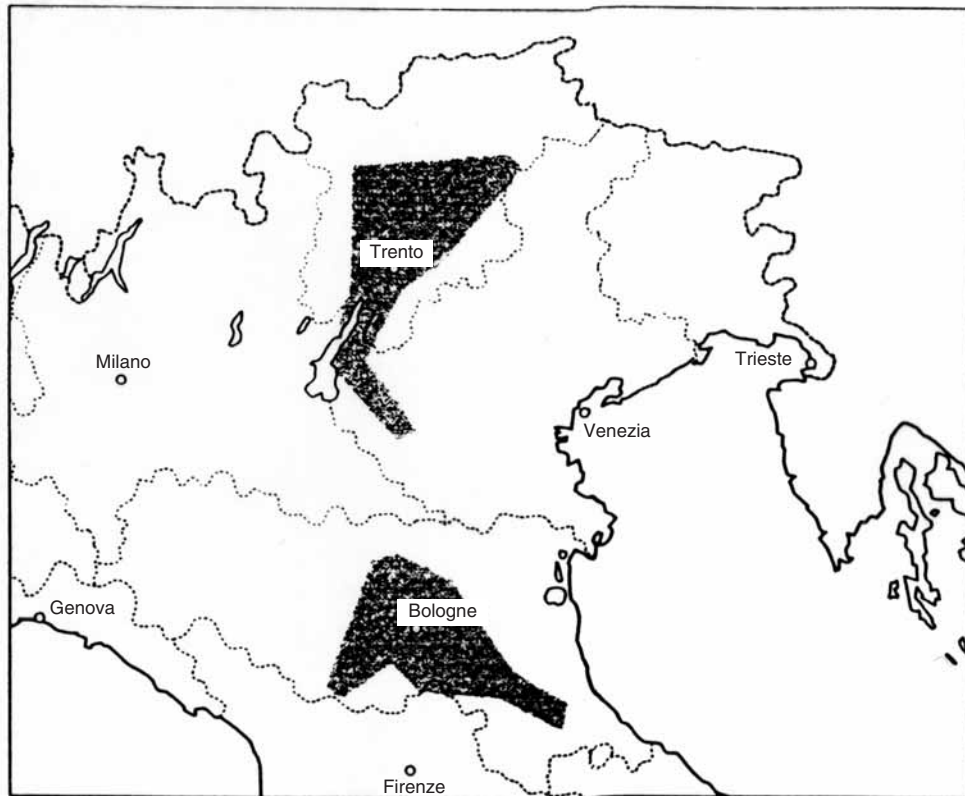 Trento
Milano
Trieste
Venezia
Genova
Bologne
Firenze